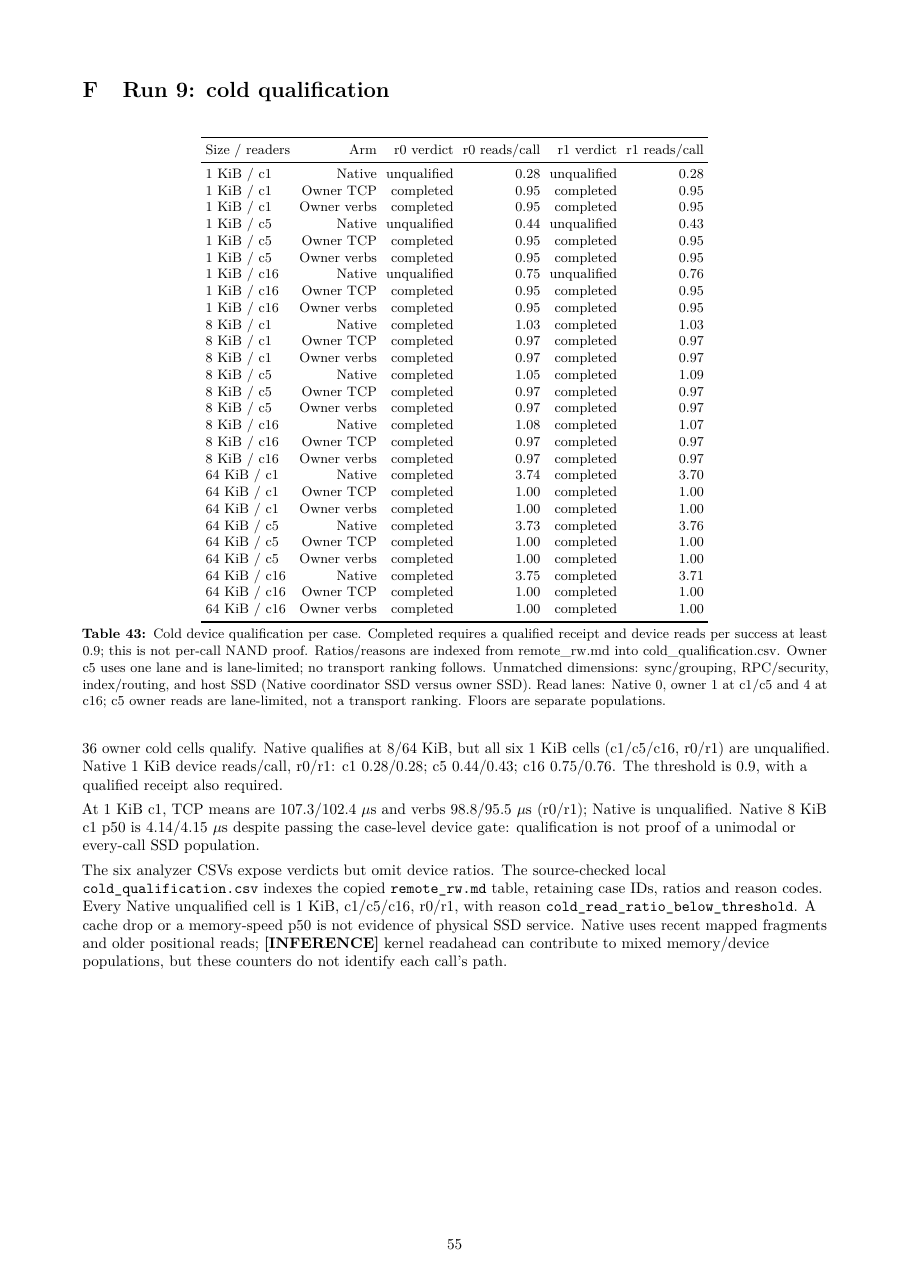 F Run 9: cold qualification
Size / readers Arm r0 verdict r0 reads/call r1 verdict r1 reads/call
1 KiB / c1 Native unqualified 0.28 unqualified 0.28
1 KiB / c1 Owner TCP completed 0.95 completed 0.95
1 KiB / c1 Owner verbs completed 0.95 completed 0.95
1 KiB / c5 Native unqualified 0.44 unqualified 0.43
1 KiB / c5 Owner TCP completed 0.95 completed 0.95
1 KiB / c5 Owner verbs completed 0.95 completed 0.95
1 KiB / c16 Native unqualified 0.75 unqualified 0.76
1 KiB / c16 Owner TCP completed 0.95 completed 0.95
1 KiB / c16 Owner verbs completed 0.95 completed 0.95
8 KiB / c1 Native completed 1.03 completed 1.03
8 KiB / c1 Owner TCP completed 0.97 completed 0.97
8 KiB / c1 Owner verbs completed 0.97 completed 0.97
8 KiB / c5 Native completed 1.05 completed 1.09
8 KiB / c5 Owner TCP completed 0.97 completed 0.97
8 KiB / c5 Owner verbs completed 0.97 completed 0.97
8 KiB / c16 Native completed 1.08 completed 1.07
8 KiB / c16 Owner TCP completed 0.97 completed 0.97
8 KiB / c16 Owner verbs completed 0.97 completed 0.97
64 KiB / c1 Native completed 3.74 completed 3.70
64 KiB / c1 Owner TCP completed 1.00 completed 1.00
64 KiB / c1 Owner verbs completed 1.00 completed 1.00
64 KiB / c5 Native completed 3.73 completed 3.76
64 KiB / c5 Owner TCP completed 1.00 completed 1.00
64 KiB / c5 Owner verbs completed 1.00 completed 1.00
64 KiB / c16 Native completed 3.75 completed 3.71
64 KiB / c16 Owner TCP completed 1.00 completed 1.00
64 KiB / c16 Owner verbs completed 1.00 completed 1.00
Table 43: Cold device qualification per case. Completed requires a qualified receipt and device reads per success at least
0.9; this is not per-call NAND proof. Ratios/reasons are indexed from remote_rw.md into cold_qualification.csv. Owner
c5 uses one lane and is lane-limited; no transport ranking follows. Unmatched dimensions: sync/grouping, RPC/security,
index/routing, and host SSD (Native coordinator SSD versus owner SSD). Read lanes: Native 0, owner 1 at c1/c5 and 4 at
c16; c5 owner reads are lane-limited, not a transport ranking. Floors are separate populations.
36 owner cold cells qualify. Native qualifies at 8/64 KiB, but all six 1 KiB cells (c1/c5/c16, r0/r1) are unqualified.
Native 1 KiB device reads/call, r0/r1: c1 0.28/0.28; c5 0.44/0.43; c16 0.75/0.76. The threshold is 0.9, with a
qualified receipt also required.
At 1 KiB c1, TCP means are 107.3/102.4 μs and verbs 98.8/95.5 μs (r0/r1); Native is unqualified. Native 8 KiB
c1 p50 is 4.14/4.15 μs despite passing the case-level device gate: qualification is not proof of a unimodal or
every-call SSD population.
The six analyzer CSVs expose verdicts but omit device ratios. The source-checked local
cold_qualification.csv indexes the copied remote_rw.md table, retaining case IDs, ratios and reason codes.
Every Native unqualified cell is 1 KiB, c1/c5/c16, r0/r1, with reason cold_read_ratio_below_threshold. A
cache drop or a memory-speed p50 is not evidence of physical SSD service. Native uses recent mapped fragments
and older positional reads; [INFERENCE] kernel readahead can contribute to mixed memory/device
populations, but these counters do not identify each call's path.
55